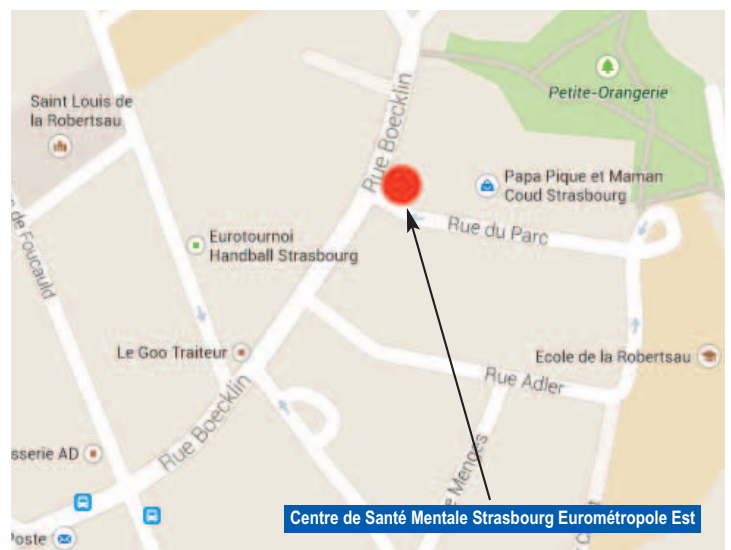 Saint Louis de
la Robertsau
Rue Boecklin
Petite-Orangerie
Papa Pique et Maman
Coud Strasbourg
Rue du Parc
de Foucauld
Eurotournoi
Handball Strasbourg
Le Goo Traiteur
Ecole de la Robertsau
Rue Adler
Rue Boecklin
sserie AD
Menges
Centre de Santé Mentale Strasbourg Eurométropole Est
Poste